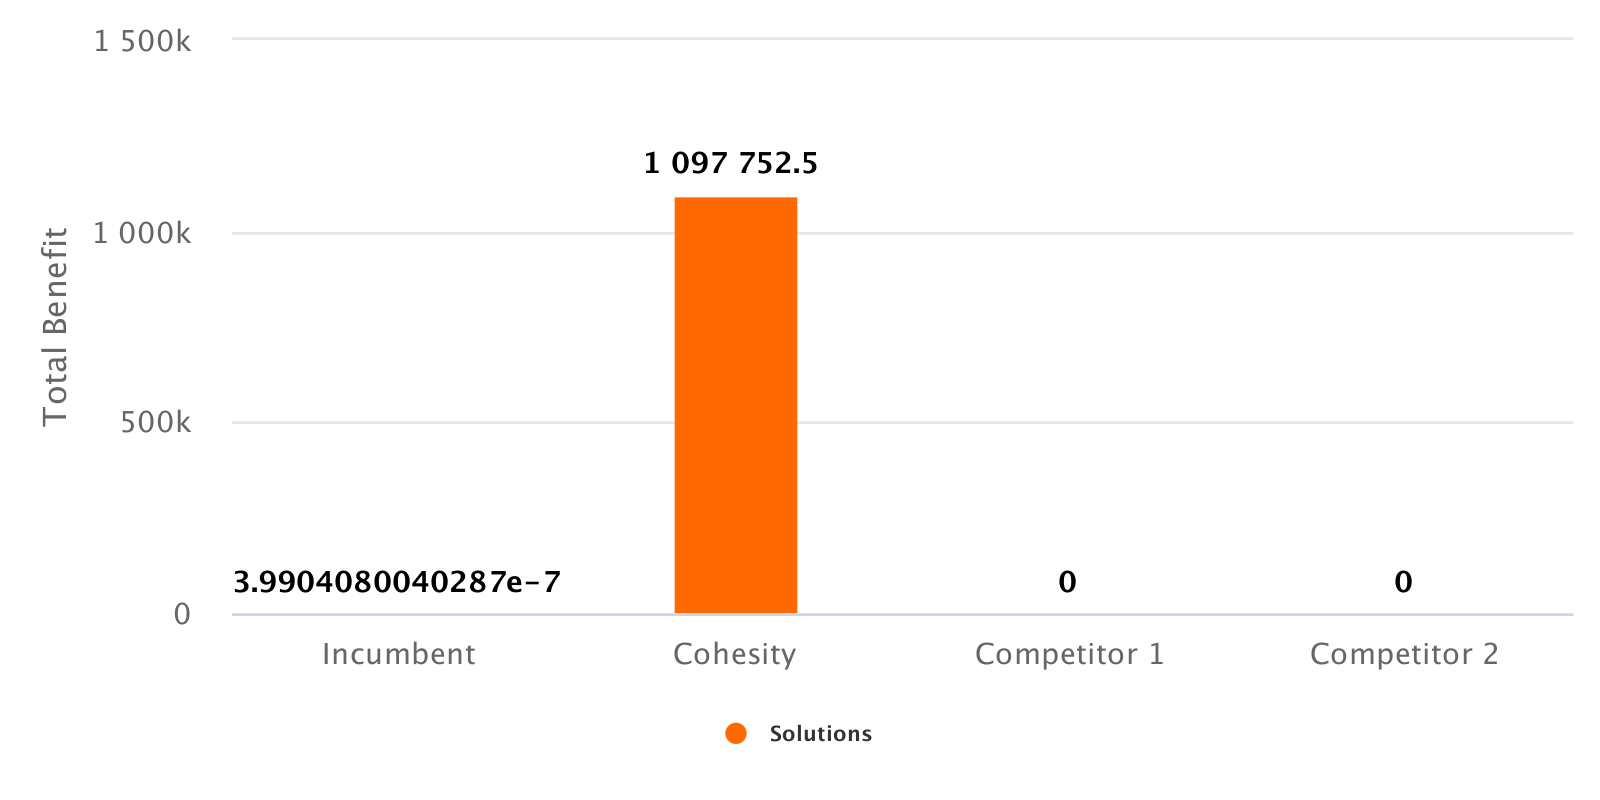 1 500k
1 097 752.5
1 000k
Total Benefit
500k
3.9904080040287e-7
0
0
0
Incumbent
Cohesity
Competitor 1
Competitor 2
Solutions